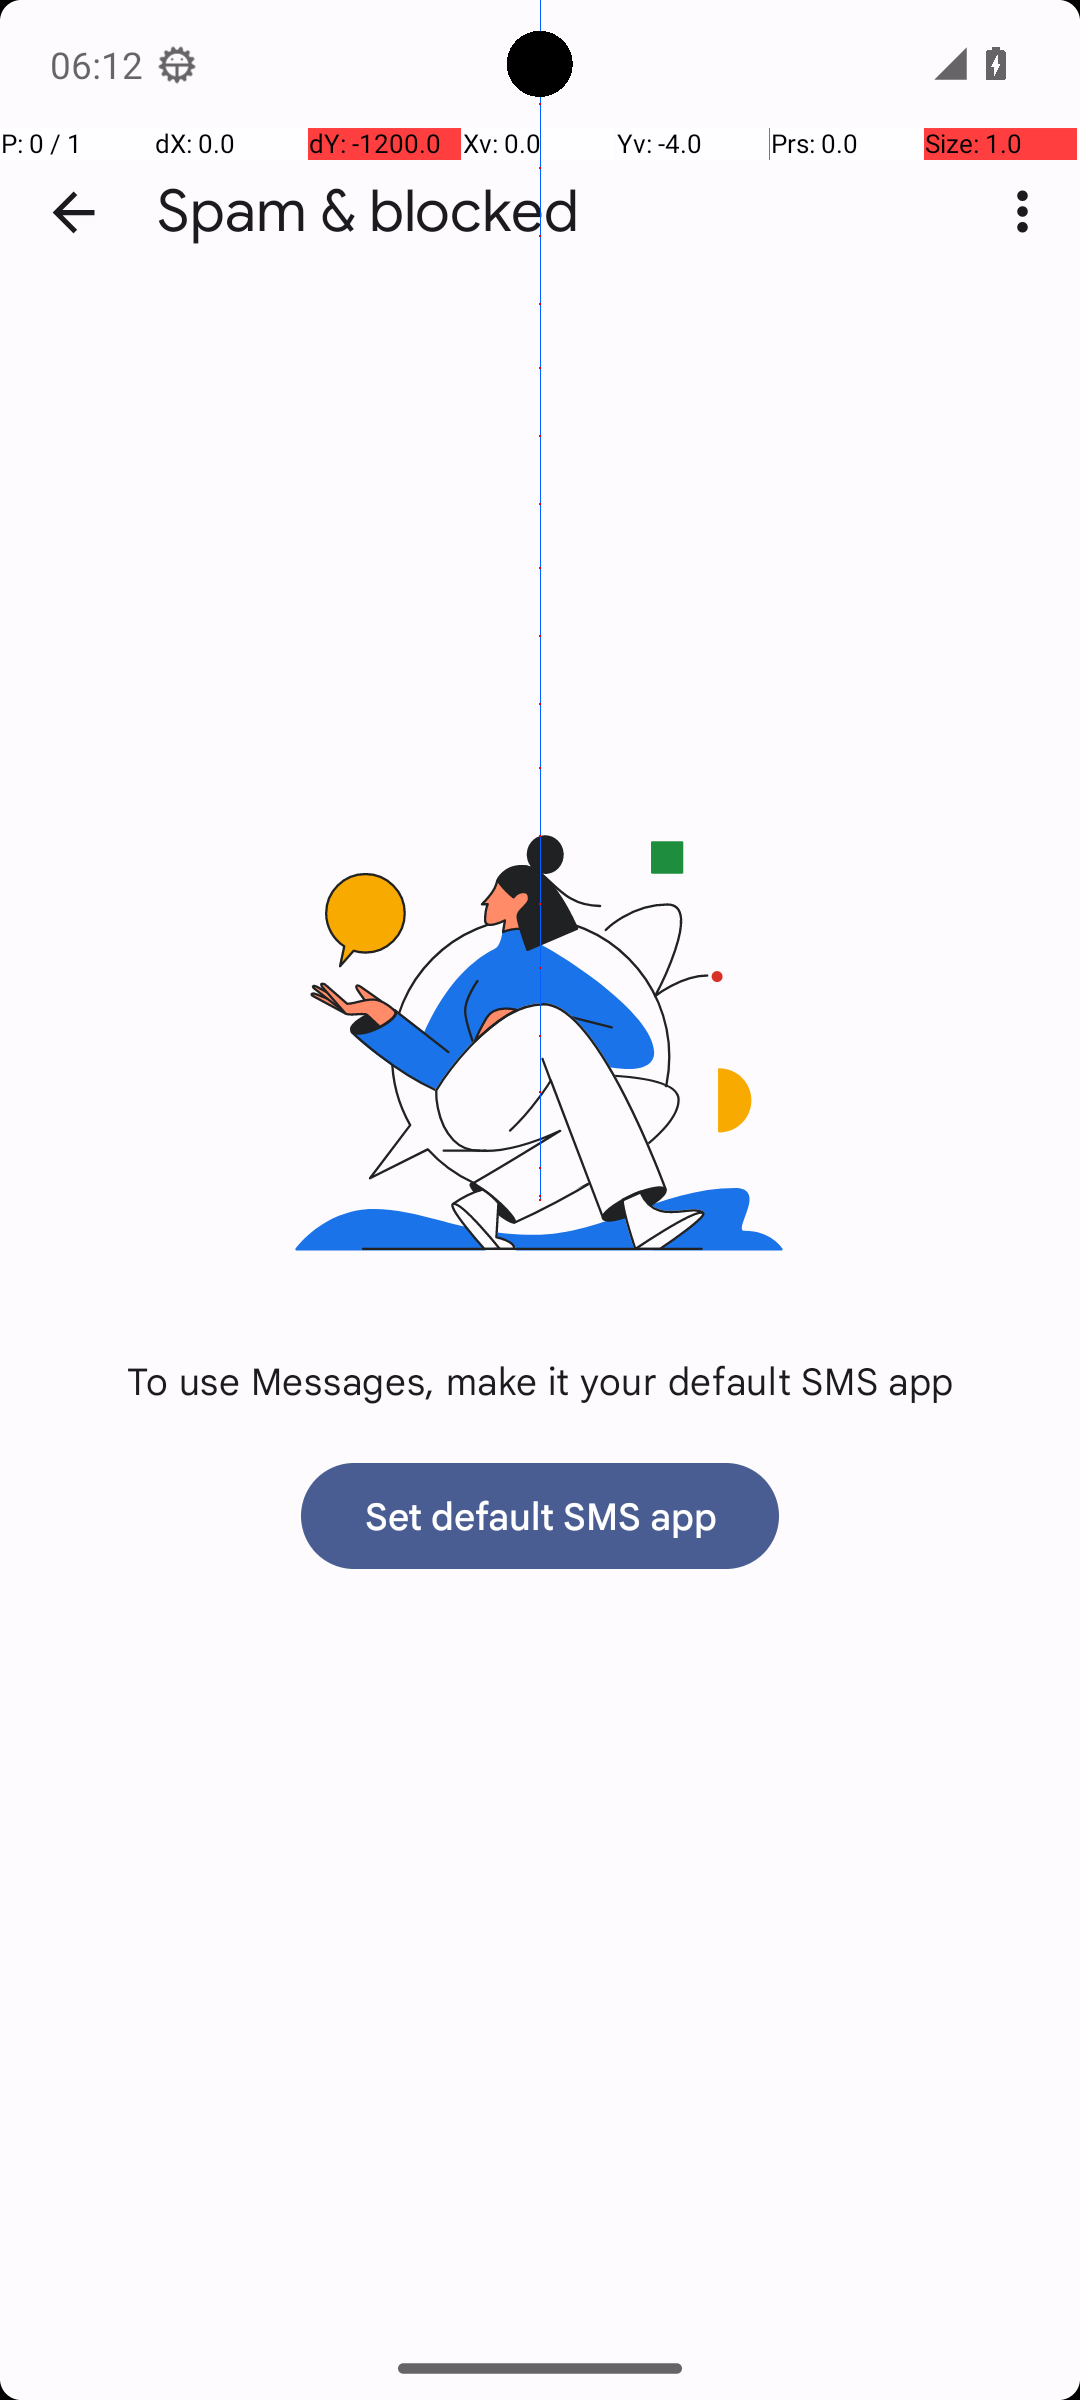 06:12
P: 0 / 1 dX: 0.0 dY: -1200.0 Xv: 0.0 Yv: -4.0 Prs: 0.0 Size: 1.0
Spam & blocked
To use Messages, make it your default SMS app
Set default SMS app